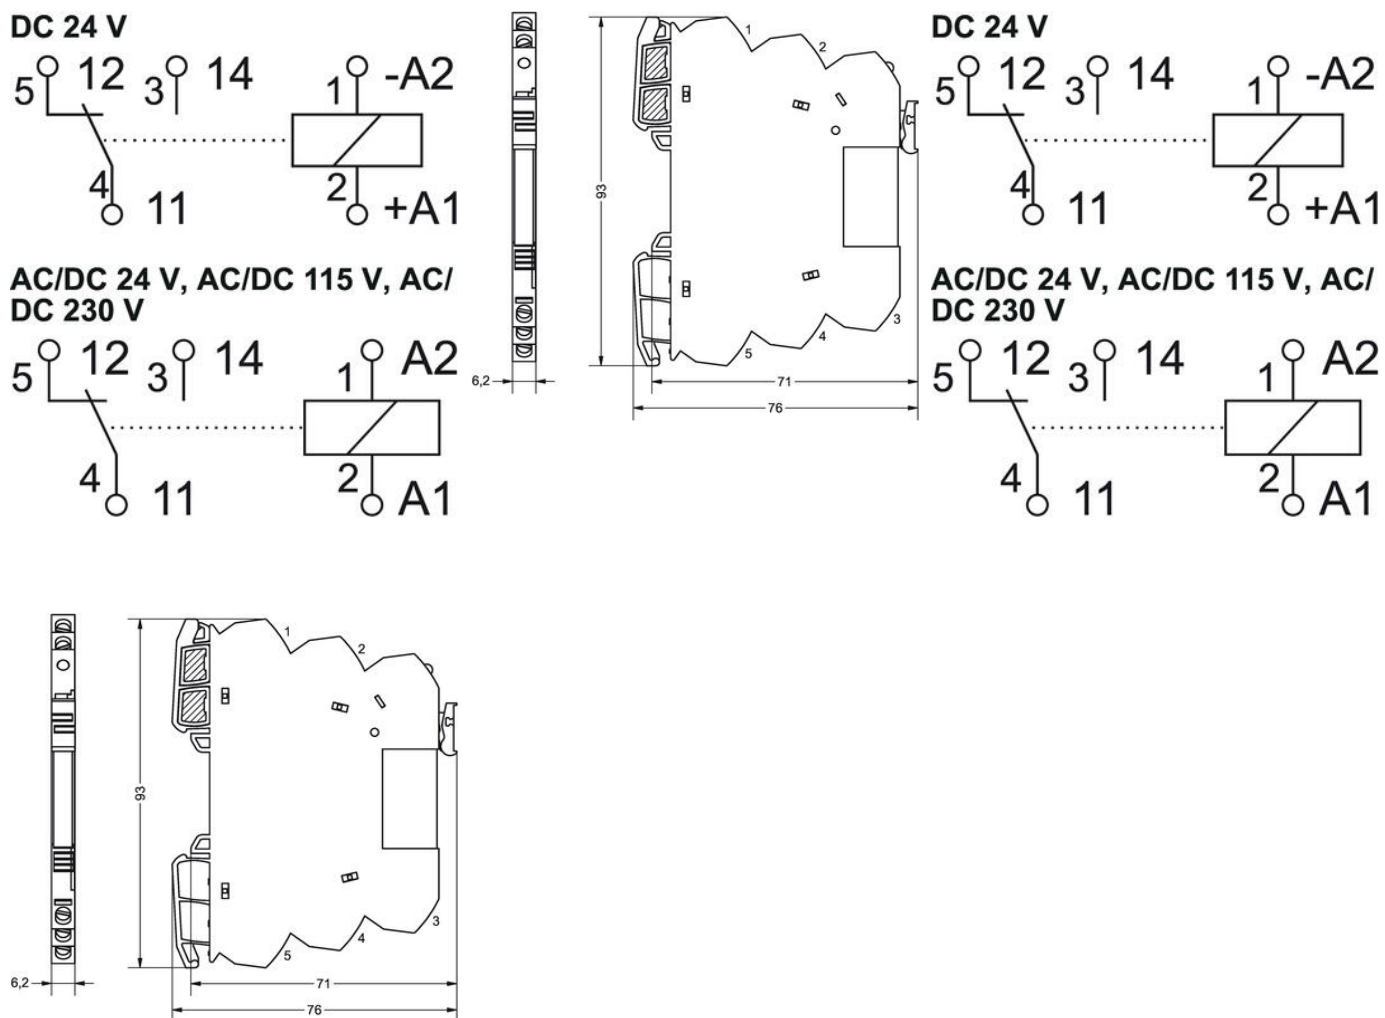 DC 24 V
5 12 3 14 1 -A2
4 11 2 +A1
AC/DC 24 V, AC/DC 115 V, AC/
DC 230 V
5 12 3 14 1 A2
4 11 2 A1
1
2
93
3
4
5
6,2
71
76
DC 24 V
5 12 3 14 1 -A2
4 11 2 +A1
AC/DC 24 V, AC/DC 115 V, AC/
DC 230 V
5 12 3 14 1 A2
4 11 2 A1
1
2
93
3
4
5
6,2
71
76